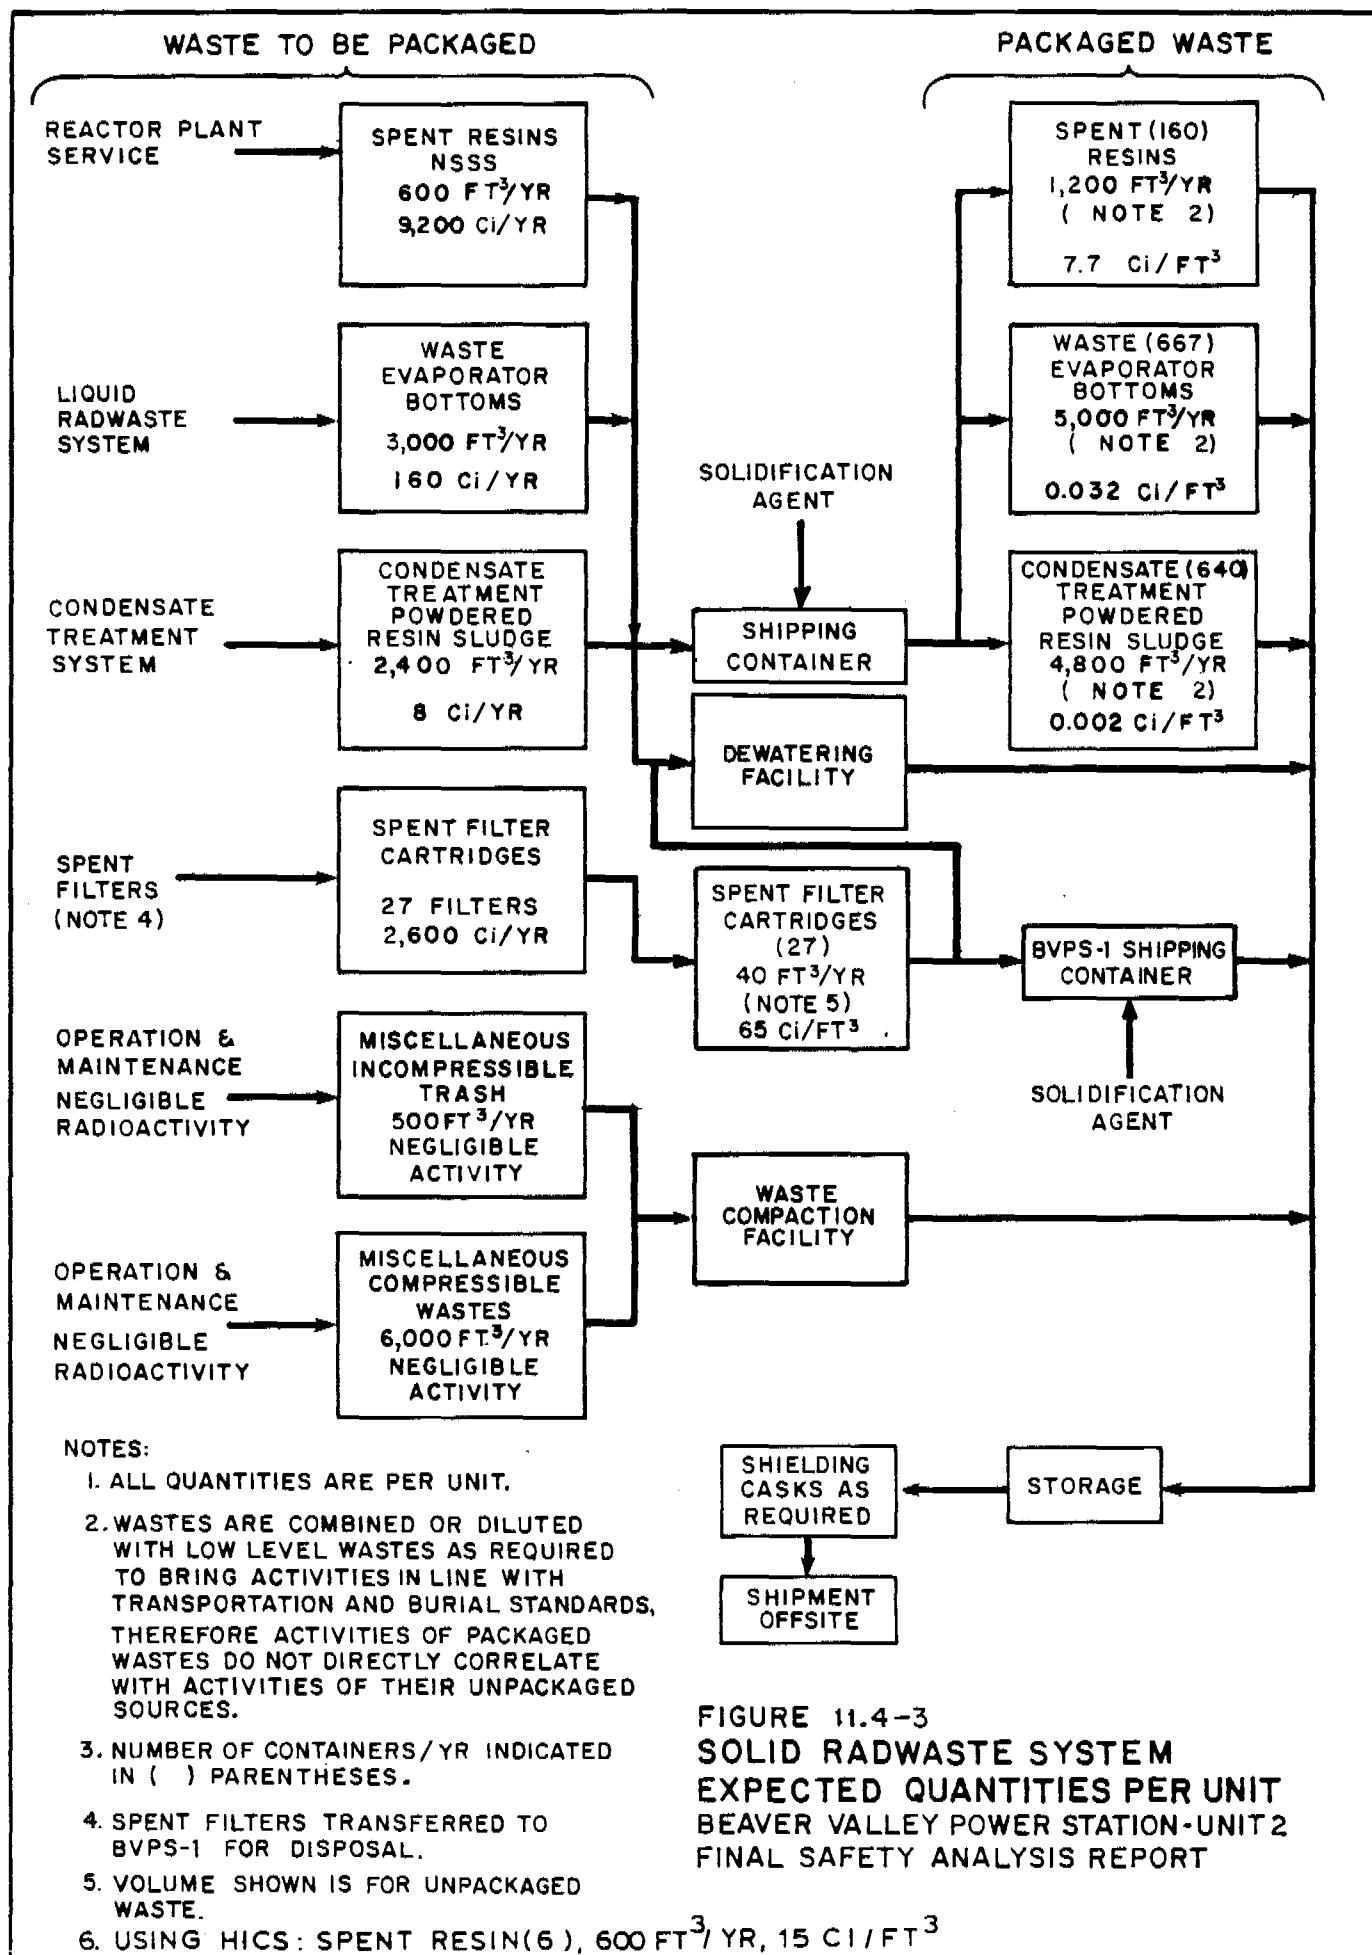 WASTE TO BE PACKAGED
PACKAGED WASTE
REACTOR PLANT
SERVICE
SPENT RESINS
NSSS
600 FT³/YR
9,200 Ci/YR
SPENT (160)
RESINS
1,200 FT³/YR
( NOTE 2)
7.7 Ci/FT³
LIQUID
RADWASTE
SYSTEM
WASTE
EVAPORATOR
BOTTOMS
3,000 FT³/YR
160 Ci/YR
SOLIDIFICATION
AGENT
WASTE (667)
EVAPORATOR
BOTTOMS
5,000 FT³/YR
( NOTE 2)
0.032 Ci/FT³
CONDENSATE
TREATMENT
SYSTEM
CONDENSATE
TREATMENT
POWDERED
RESIN SLUDGE
2,400 FT³/YR
8 Ci/YR
SHIPPING
CONTAINER
CONDENSATE (640)
TREATMENT
POWDERED
RESIN SLUDGE
4,800 FT³/YR
( NOTE 2)
0.002 Ci/FT³
DEWATERING
FACILITY
SPENT
FILTERS
(NOTE 4)
SPENT FILTER
CARTRIDGES
27 FILTERS
2,600 Ci/YR
SPENT FILTER
CARTRIDGES
(27)
40 FT³/YR
(NOTE 5)
65 Ci/FT³
BVPS-1 SHIPPING
CONTAINER
SOLIDIFICATION
AGENT
OPERATION &
MAINTENANCE
NEGLIGIBLE
RADIOACTIVITY
MISCELLANEOUS
INCOMPRESSIBLE
TRASH
500 FT³/YR
NEGLIGIBLE
ACTIVITY
WASTE
COMPACTION
FACILITY
OPERATION &
MAINTENANCE
NEGLIGIBLE
RADIOACTIVITY
MISCELLANEOUS
COMPRESSIBLE
WASTES
6,000 FT³/YR
NEGLIGIBLE
ACTIVITY
SHIELDING
CASKS AS
REQUIRED
STORAGE
SHIPMENT
OFFSITE
NOTES:
1. ALL QUANTITIES ARE PER UNIT.
2. WASTES ARE COMBINED OR DILUTED
WITH LOW LEVEL WASTES AS REQUIRED
TO BRING ACTIVITIES IN LINE WITH
TRANSPORTATION AND BURIAL STANDARDS,
THEREFORE ACTIVITIES OF PACKAGED
WASTES DO NOT DIRECTLY CORRELATE
WITH ACTIVITIES OF THEIR UNPACKAGED
SOURCES.
3. NUMBER OF CONTAINERS/YR INDICATED
IN ( ) PARENTHESES.
4. SPENT FILTERS TRANSFERRED TO
BVPS-1 FOR DISPOSAL.
5. VOLUME SHOWN IS FOR UNPACKAGED
WASTE.
6. USING HICS: SPENT RESIN(6), 600 FT³/YR, 15 CI/FT³
FIGURE 11.4-3
SOLID RADWASTE SYSTEM
EXPECTED QUANTITIES PER UNIT
BEAVER VALLEY POWER STATION-UNIT 2
FINAL SAFETY ANALYSIS REPORT